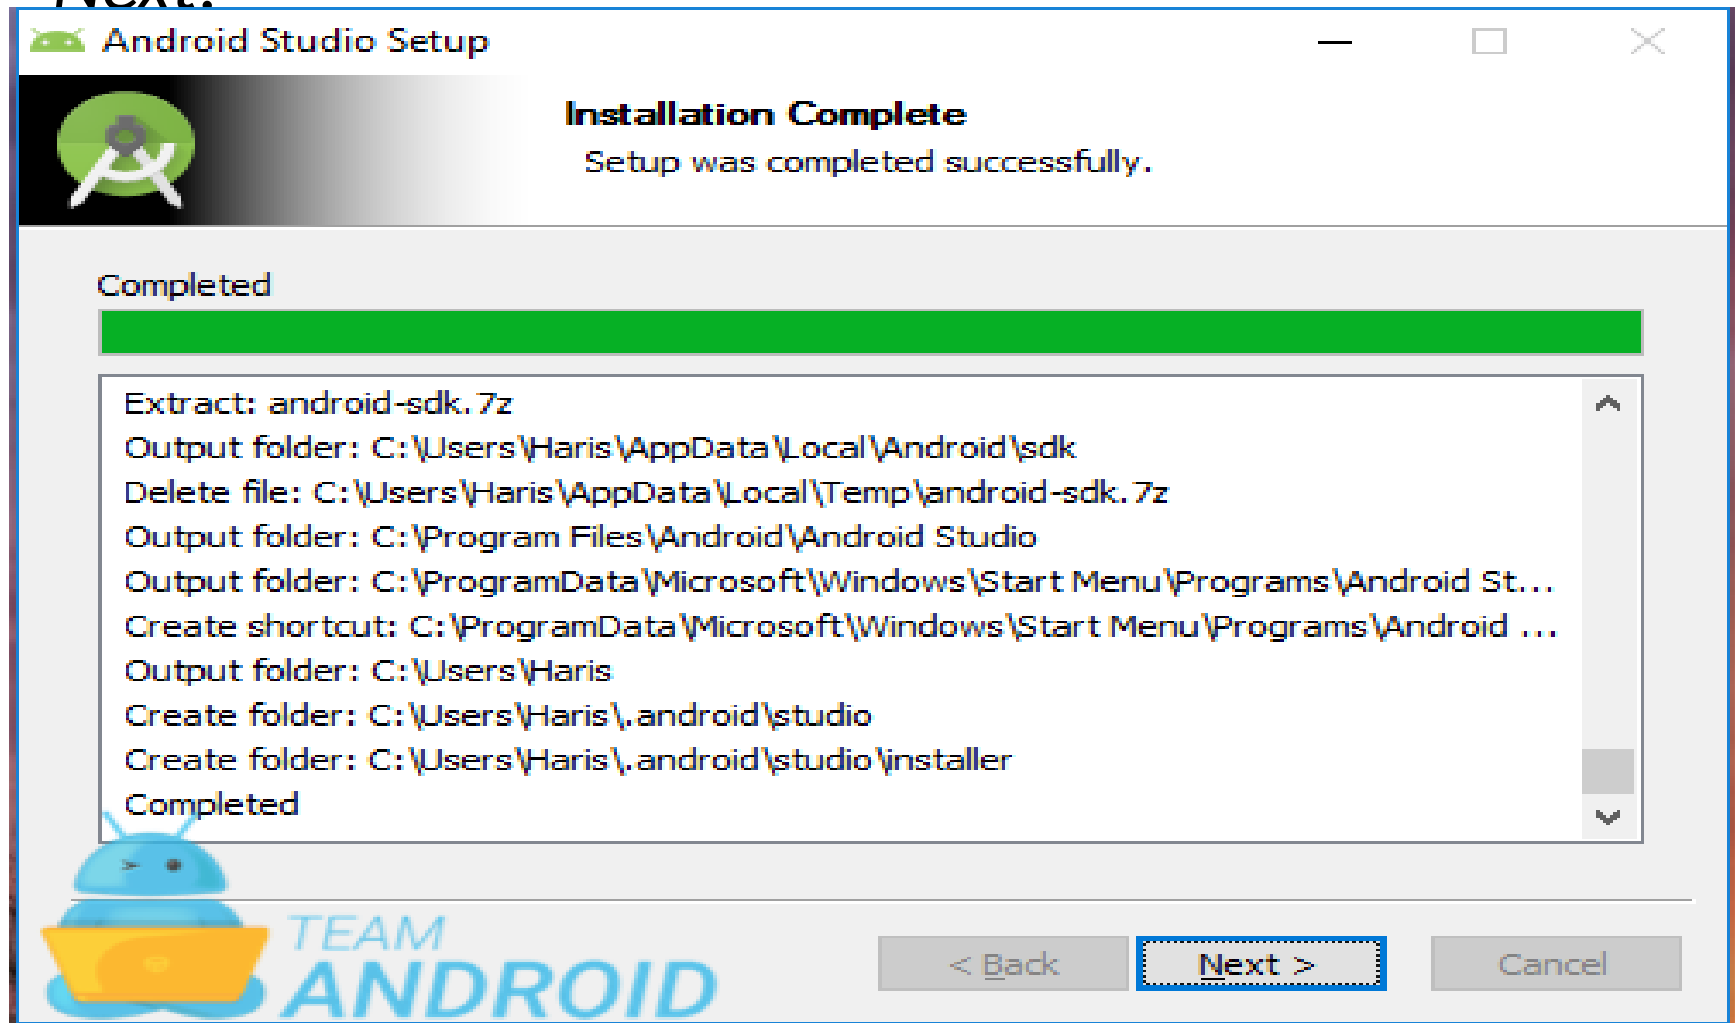 Next.
Android Studio Setup
Installation Complete
Setup was completed successfully.
Completed
Extract: android-sdk.7z
Output folder: C:\Users\Haris\AppData\Local\Android\sdk
Delete file: C:\Users\Haris\AppData\Local\Temp\android-sdk.7z
Output folder: C:\Program Files\Android\Android Studio
Output folder: C:\ProgramData\Microsoft\Windows\Start Menu\Programs\Android St...
Create shortcut: C:\ProgramData\Microsoft\Windows\Start Menu\Programs\Android ...
Output folder: C:\Users\Haris
Create folder: C:\Users\Haris\.android\studio
Create folder: C:\Users\Haris\.android\studio\installer
Completed
TEAM
ANDROID
< Back Next > Cancel